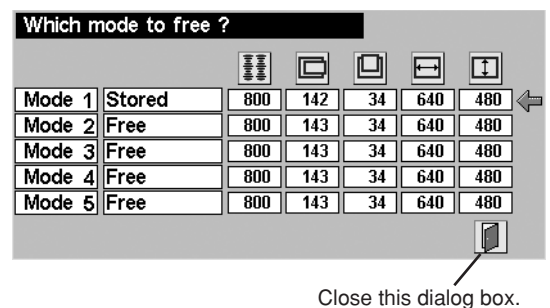 Which mode to free ?
Mode 1 Stored 800 142 34 640 480
Mode 2 Free 800 143 34 640 480
Mode 3 Free 800 143 34 640 480
Mode 4 Free 800 143 34 640 480
Mode 5 Free 800 143 34 640 480
Close this dialog box.